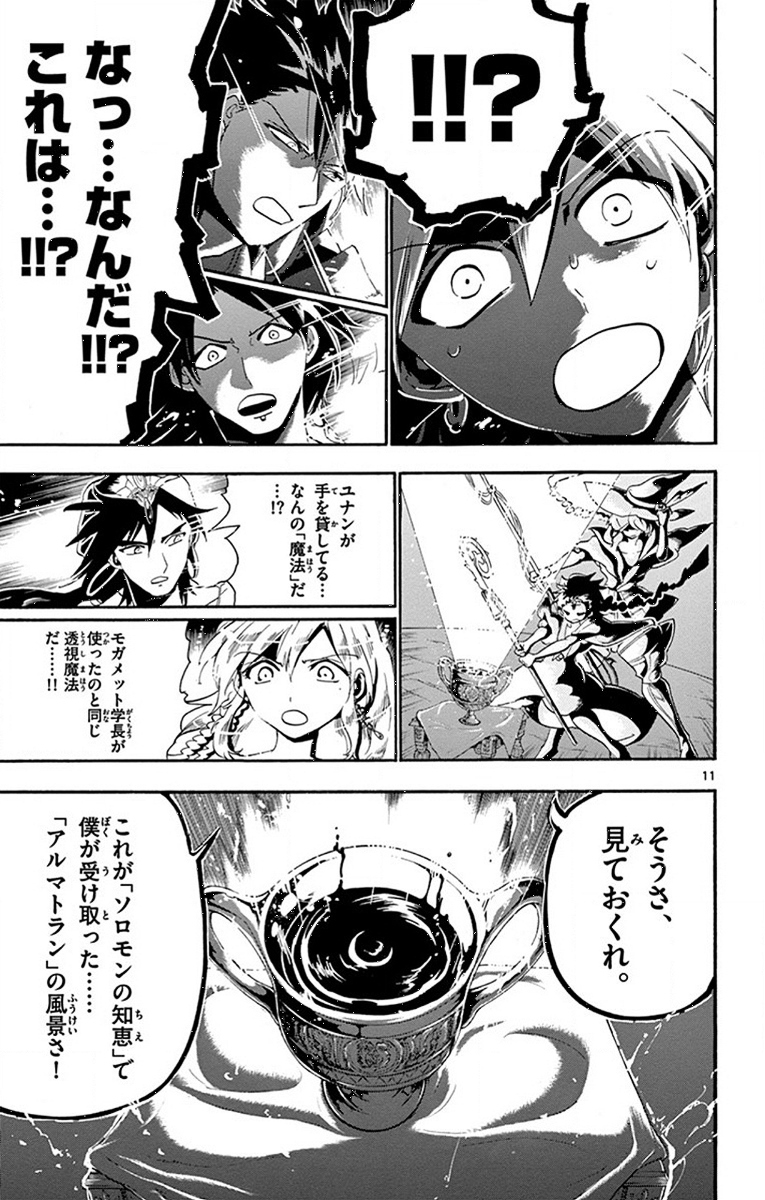 !!?
なっ…なんだ!!?
これは…!!?
ユナンが
手を貸してる…
なんの「魔法」だ
……!?
モガメット学長が
使ったのと同じ
透視魔法
だ……!!
11
そうさ、
見ておくれ。
これが「ソロモンの知恵」で
僕が受け取った……
「アルマトラン」の風景さ!